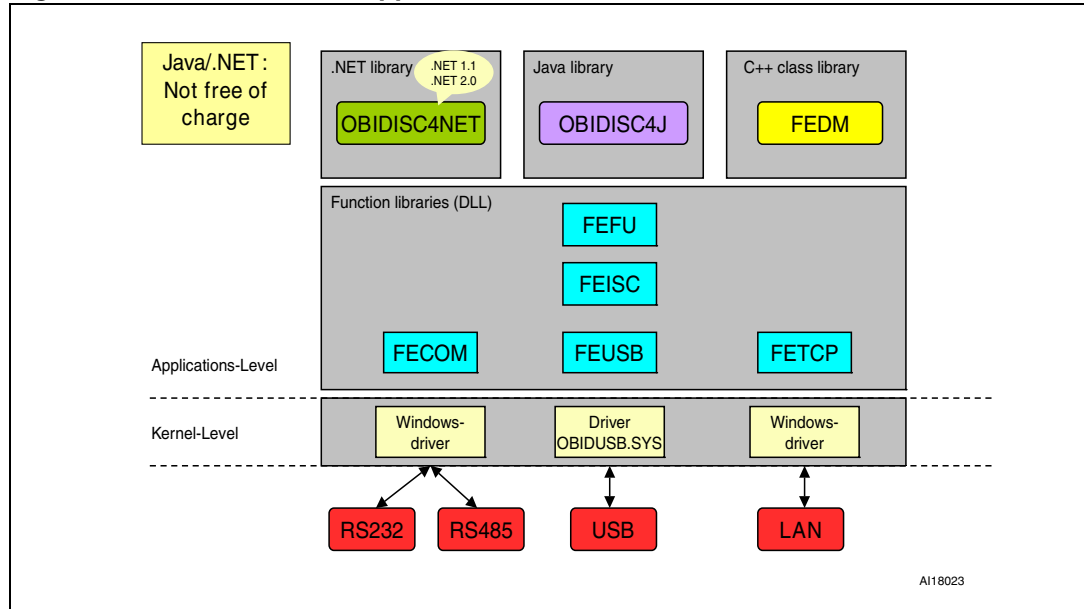 Java/.NET :
Not free of
charge
.NET library
.NET 1.1
.NET 2.0
OBIDISC4NET
Java library
OBIDISC4J
C++ class library
FEDM
Function libraries (DLL)
FEFU
FEISC
FECOM
FEUSB
FETCP
Applications-Level
Kernel-Level
Windows-
driver
Driver
OBIDUSB.SYS
Windows-
driver
RS232
RS485
USB
LAN
AI18023